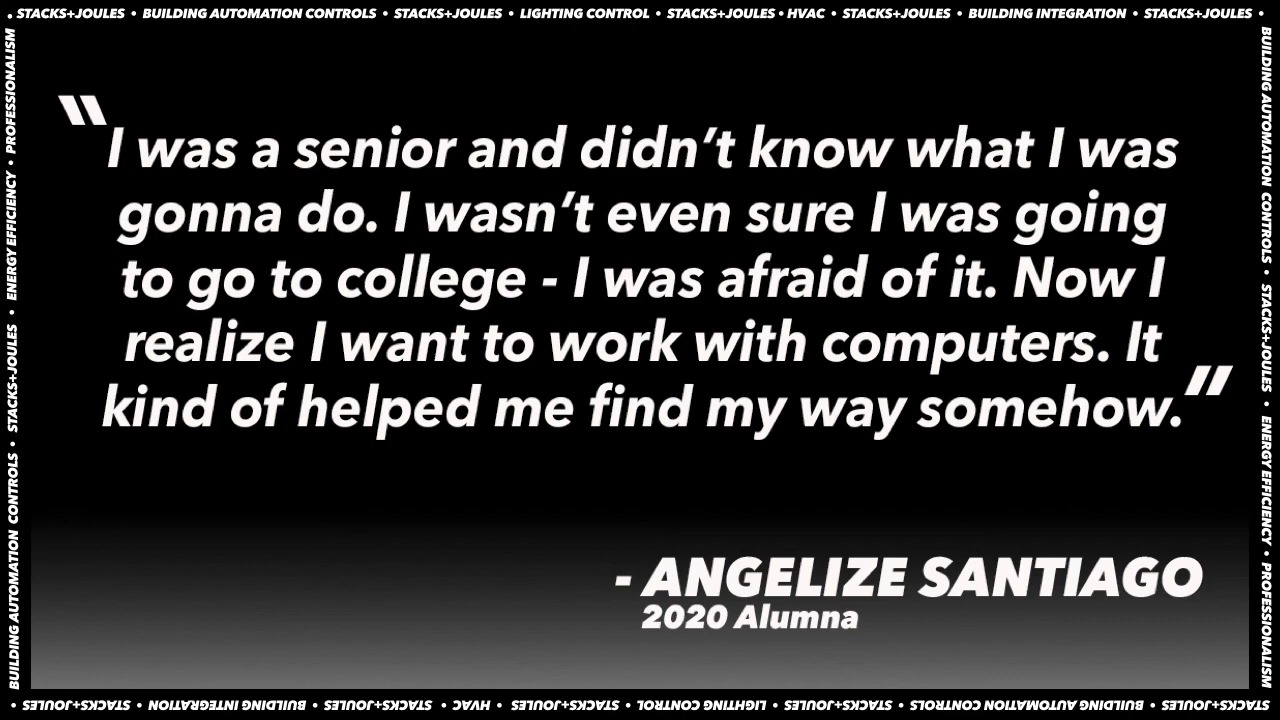 • STACKS+JOULES • BUILDING AUTOMATION CONTROLS • STACKS+JOULES • LIGHTING CONTROL • STACKS+JOULES • HVAC • STACKS+JOULES • BUILDING INTEGRATION • STACKS+JOULES •
“I was a senior and didn’t know what I was
gonna do. I wasn’t even sure I was going
to go to college - I was afraid of it. Now I
realize I want to work with computers. It
kind of helped me find my way somehow.”
- ANGELIZE SANTIAGO
2020 Alumna
BUILDING AUTOMATION CONTROLS • STACKS+JOULES • ENERGY EFFICIENCY • PROFESSIONALISM
BUILDING AUTOMATION CONTROLS • STACKS+JOULES • ENERGY EFFICIENCY • PROFESSIONALISM
STACKS+JOULES • BUILDING AUTOMATION CONTROLS • STACKS+JOULES • LIGHTING CONTROL • STACKS+JOULES • HVAC • STACKS+JOULES • BUILDING INTEGRATION • STACKS+JOULES •